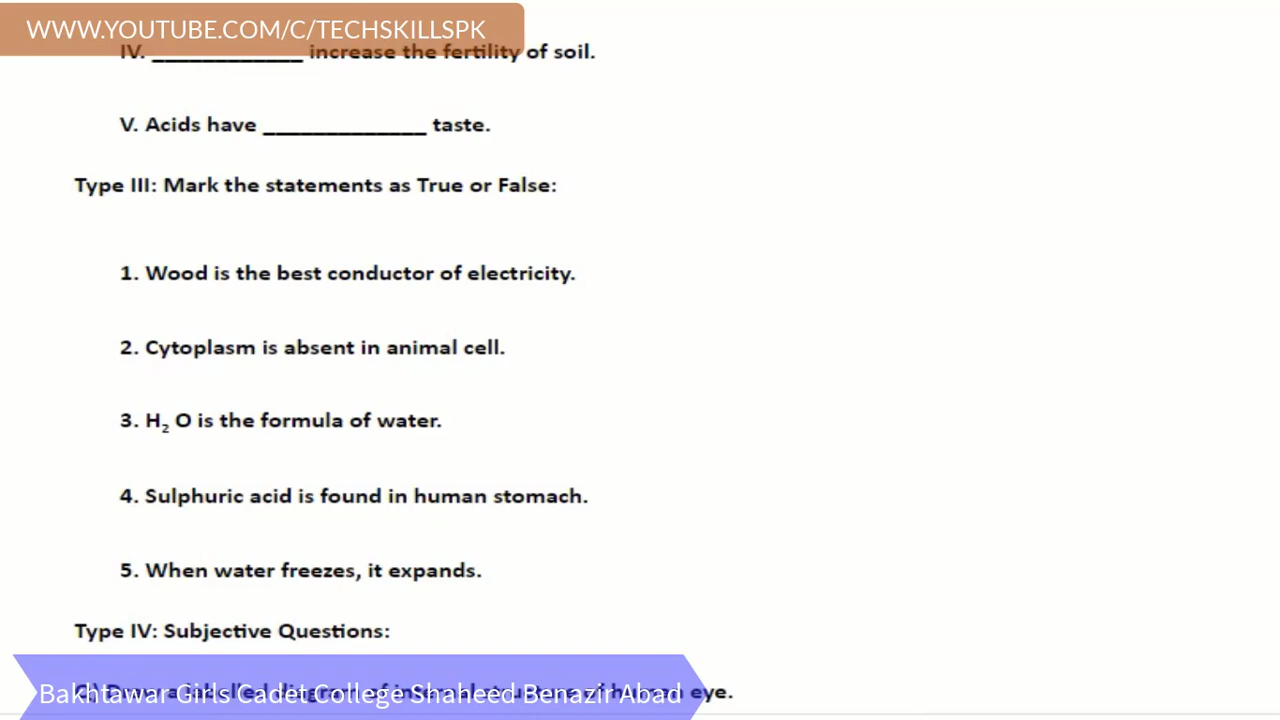 WWW.YOUTUBE.COM/C/TECHSKILLSPK
IV. ____________ increase the fertility of soil.
V. Acids have _____________ taste.
Type III: Mark the statements as True or False:
1. Wood is the best conductor of electricity.
2. Cytoplasm is absent in animal cell.
3. H₂ O is the formula of water.
4. Sulphuric acid is found in human stomach.
5. When water freezes, it expands.
Type IV: Subjective Questions:
Bakhtawar Girls Cadet College Shaheed Benazir Abad
eye.